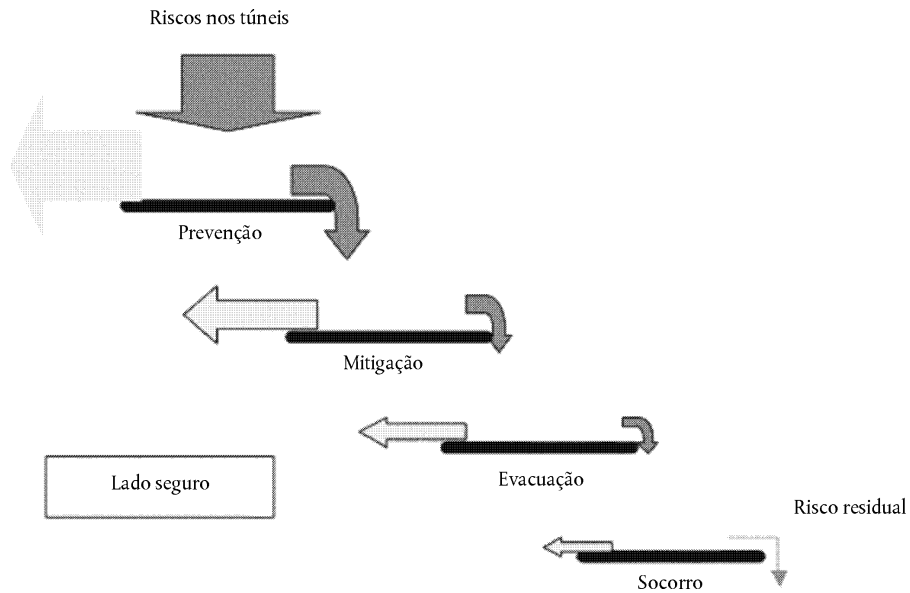 Riscos nos túneis
Prevenção
Mitigação
Evacuação
Lado seguro
Risco residual
Socorro